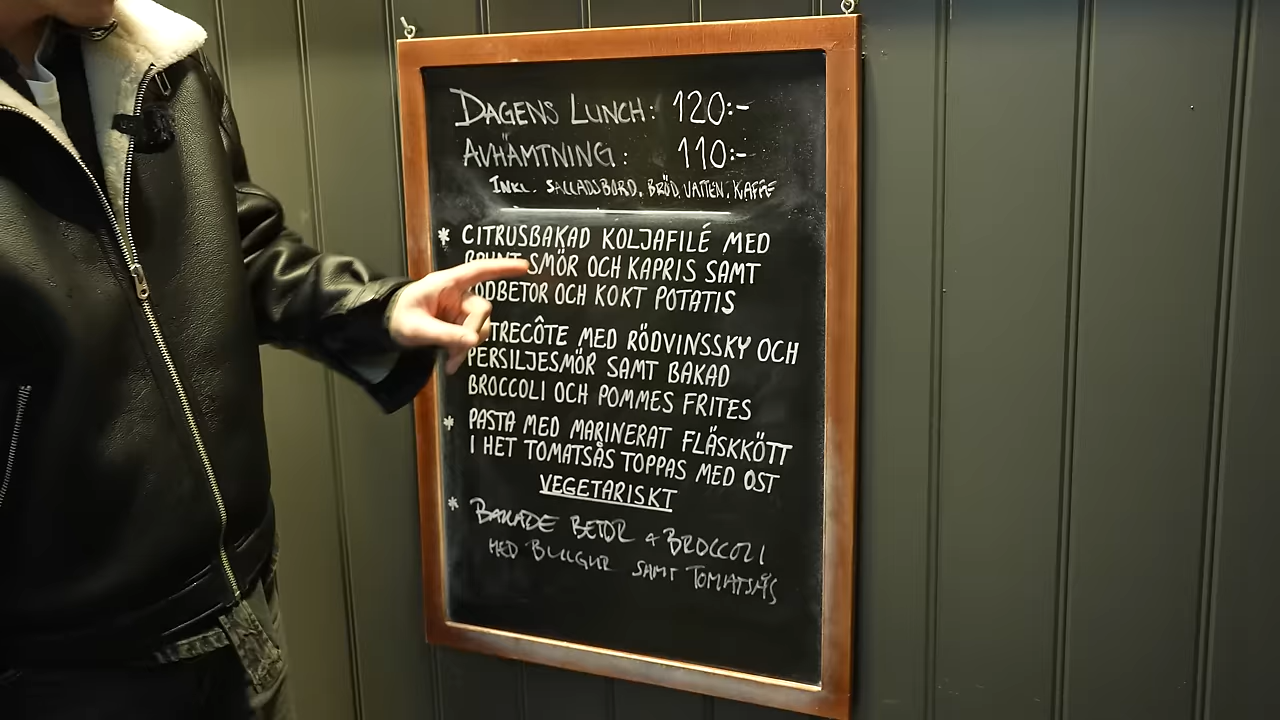 DAGENS LUNCH: 120:-
AVHÄMTNING: 110:-
INKL. SALLADSBORD, BRÖD, VATTEN, KAFFE
* CITRUSBAKAD KOLJAFILÉ MED
SMÖR OCH KAPRIS SAMT
ODBETOR OCH KOKT POTATIS
TRECÔTE MED RÖDVINSSKY OCH
PERSILJESMÖR SAMT BAKAD
BROCCOLI OCH POMMES FRITES
* PASTA MED MARINERAT FLÄSKKÖTT
I HET TOMATSÅS TOPPAS MED OST
VEGETARISKT
* BAKADE BETOR & BROCCOLI
MED BULGUR SAMT TOMATSÅS